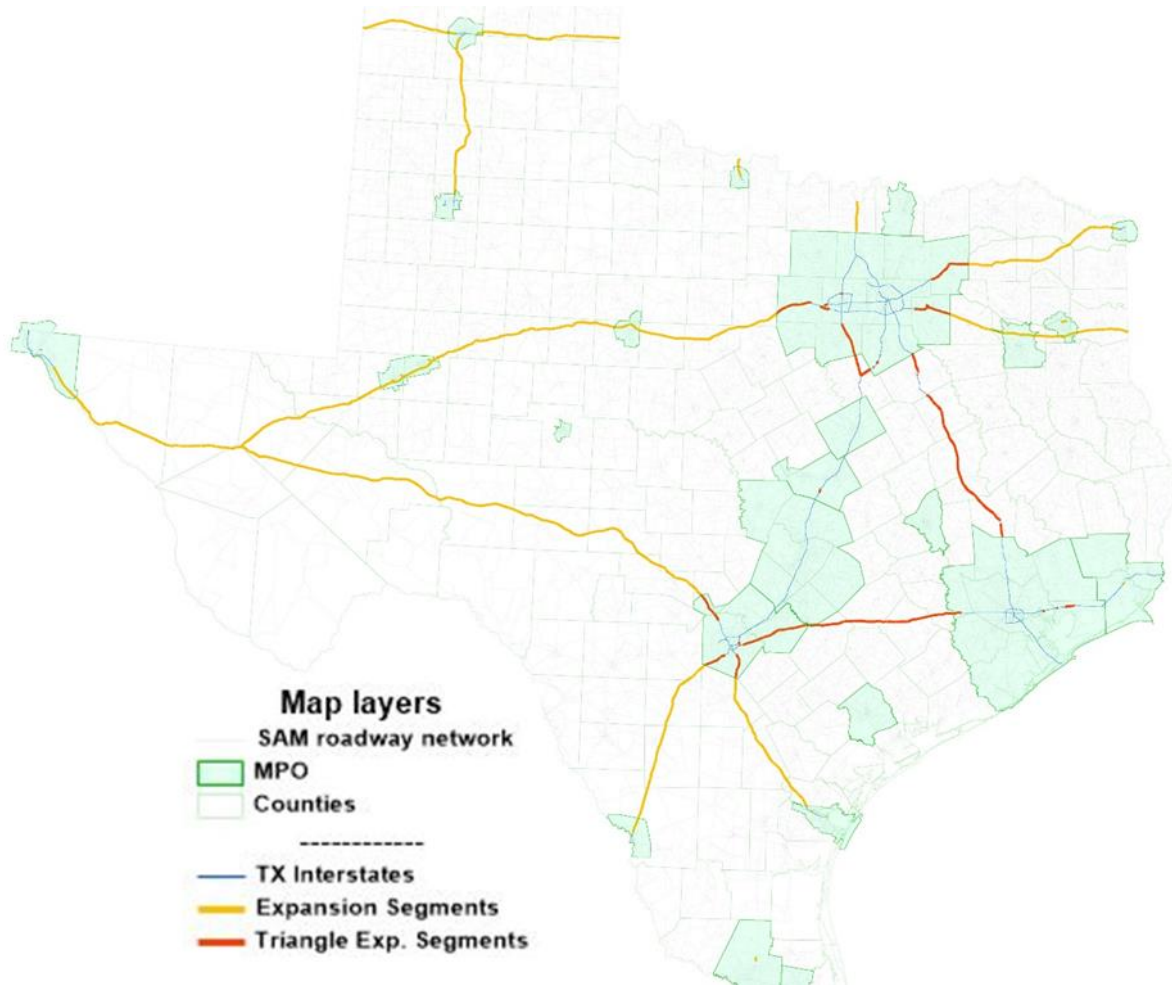 Map layers
SAM roadway network
MPO
Counties
------------
TX Interstates
Expansion Segments
Triangle Exp. Segments